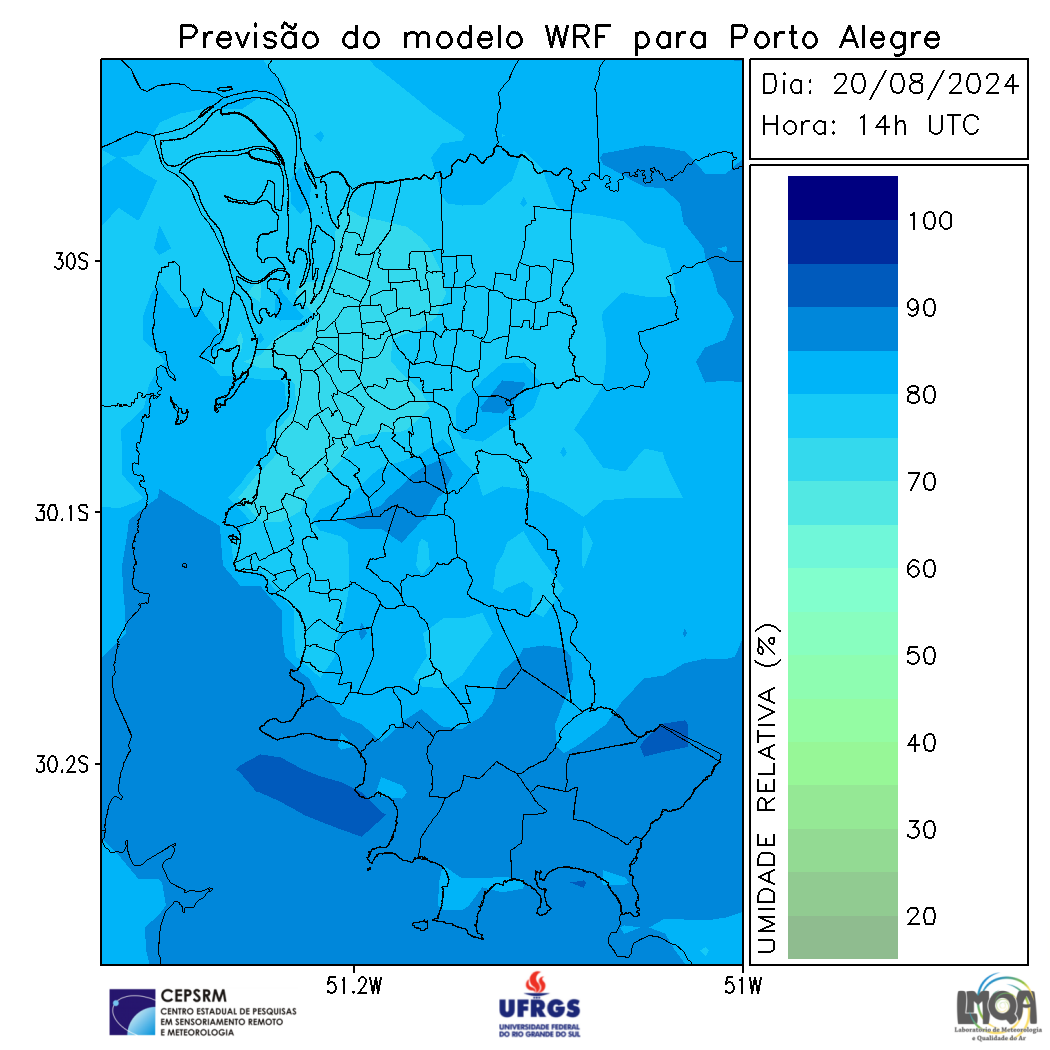 Previsão do modelo WRF para Porto Alegre
Dia: 20/08/2024
Hora: 14h UTC
30S
30.1S
30.2S
51.2W
51W
100
90
80
70
60
50
40
30
20
UMIDADE RELATIVA (%)
CEPSRM
CENTRO ESTADUAL DE PESQUISAS
EM SENSORIAMENTO REMOTO
E METEOROLOGIA
UFRGS
UNIVERSIDADE FEDERAL
DO RIO GRANDE DO SUL
LMQA
Laboratório de Meteorologia
e Qualidade do Ar